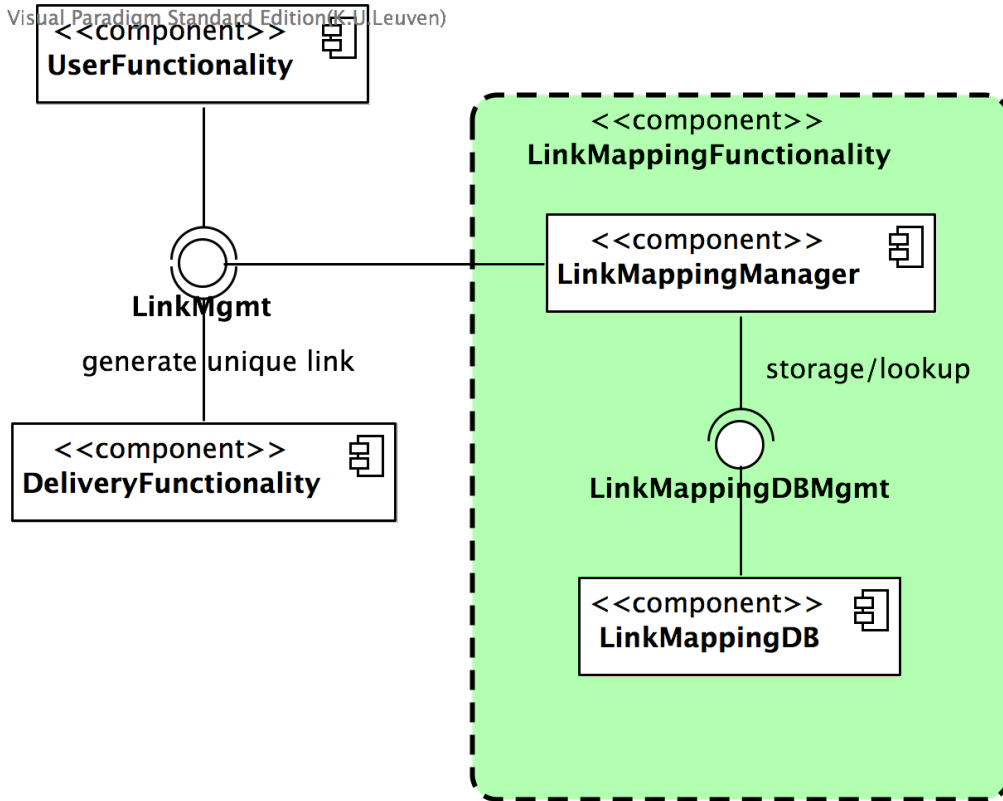 Visual Paradigm Standard Edition(K.U.Leuven)
<<component>>
UserFunctionality
<<component>>
LinkMappingFunctionality
<<component>>
LinkMappingManager
LinkMgmt
generate unique link
storage/lookup
<<component>>
DeliveryFunctionality
LinkMappingDBMgmt
<<component>>
LinkMappingDB